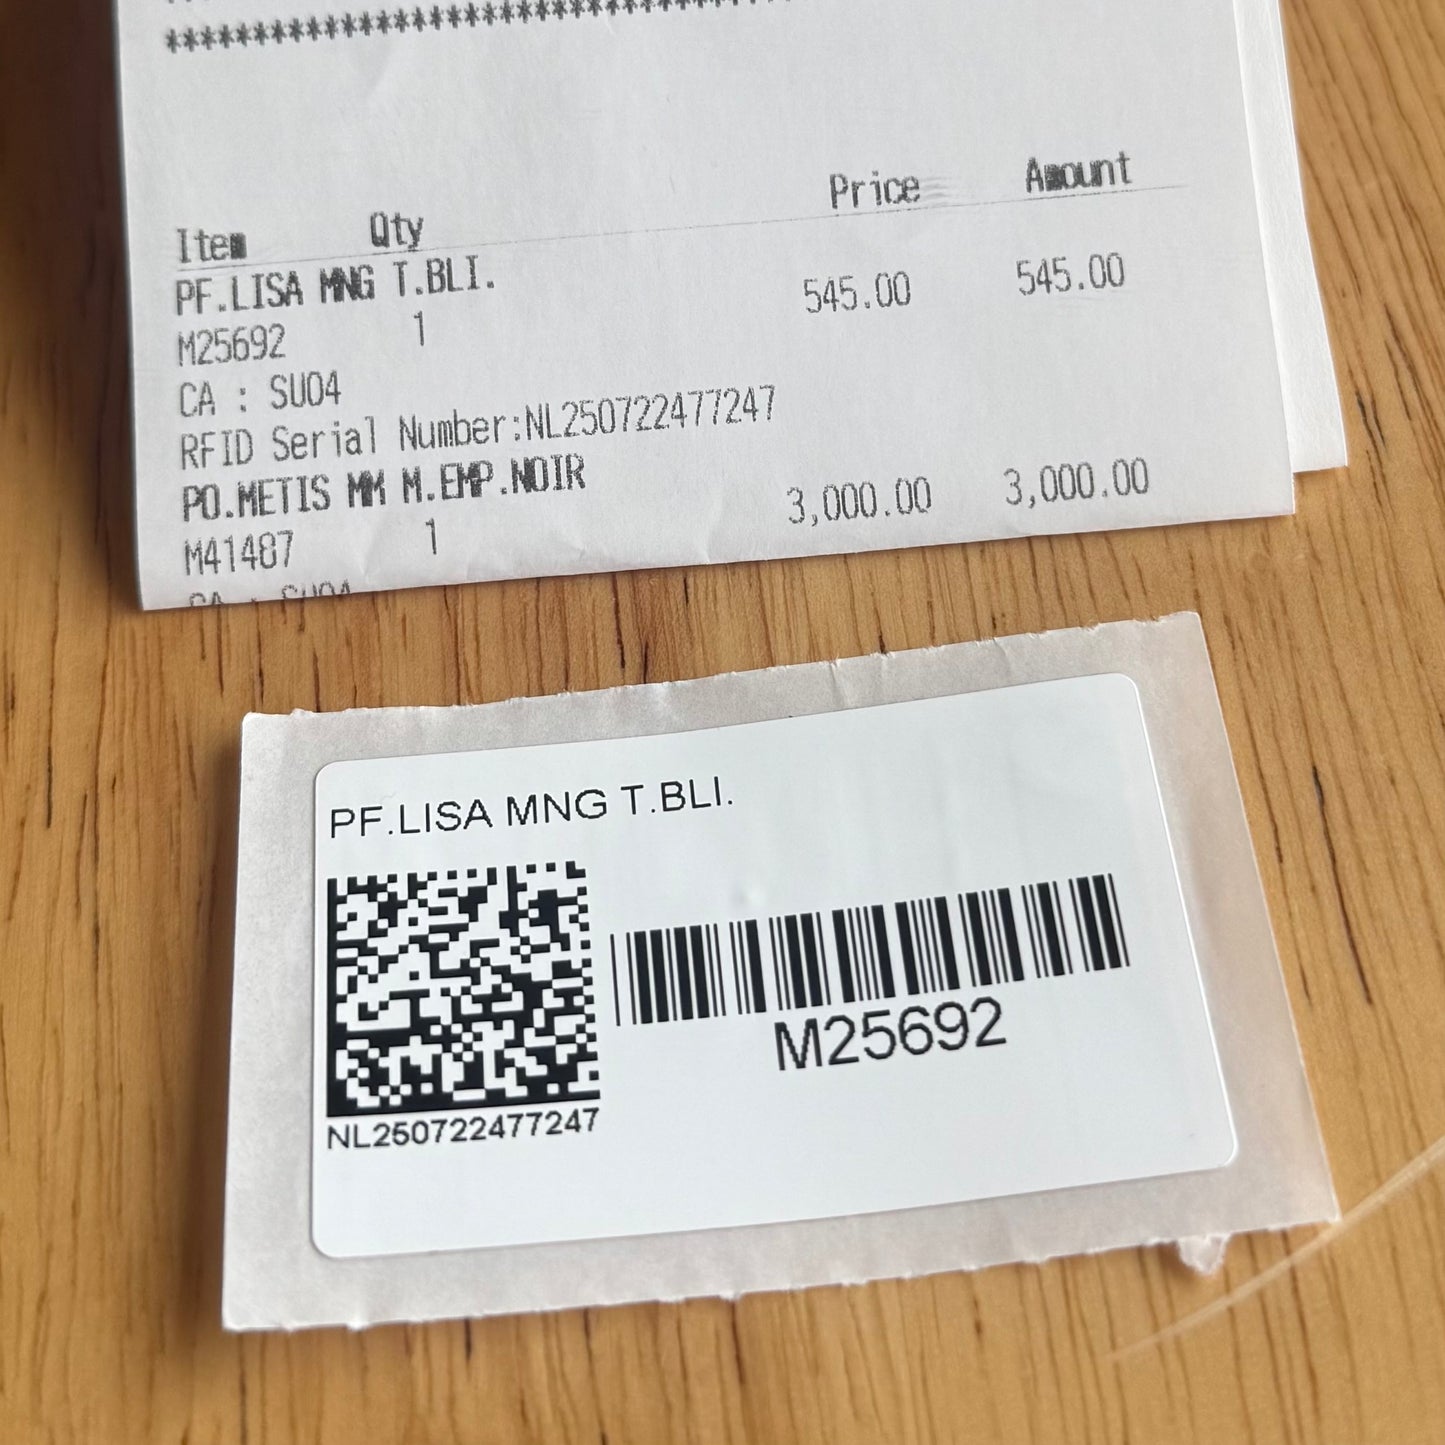 **********************************
Item Qty Price Amount
PF.LISA MNG T.BLI. 545.00 545.00
M25692 1
CA : SU04
RFID Serial Number:NL250722477247
PO.METIS MM M.EMP.NOIR 3,000.00 3,000.00
M41487 1
CA : SU04
PF.LISA MNG T.BLI.
M25692
NL250722477247